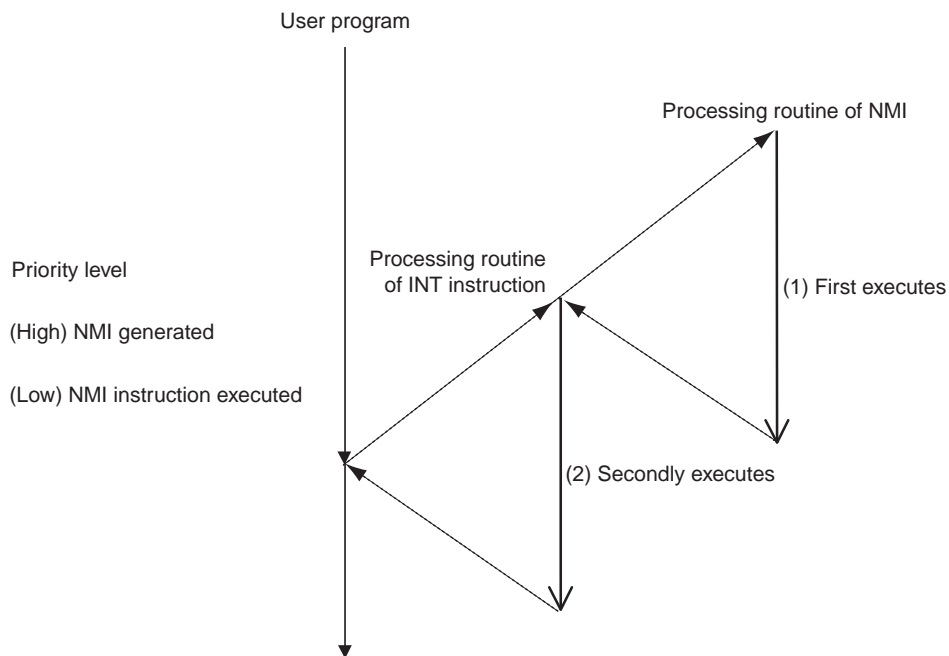 User program
Processing routine of NMI
Processing routine
of INT instruction
Priority level
(1) First executes
(High) NMI generated
(Low) NMI instruction executed
(2) Secondly executes